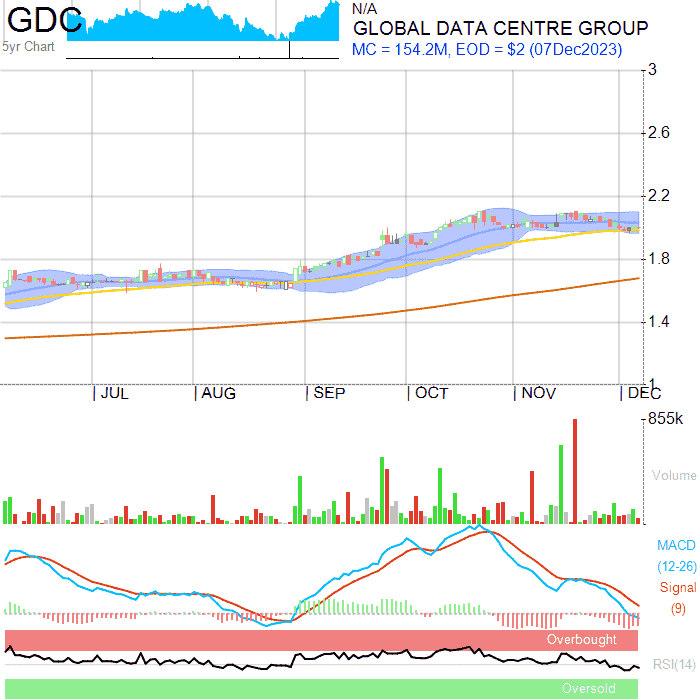 GDC
5yr Chart
N/A
GLOBAL DATA CENTRE GROUP
MC = 154.2M, EOD = $2 (07Dec2023)
3
2.6
2.2
1.8
1.4
1
JUL AUG SEP OCT NOV DEC
855k
Volume
MACD
(12-26)
Signal
(9)
Overbought
RSI(14)
Oversold